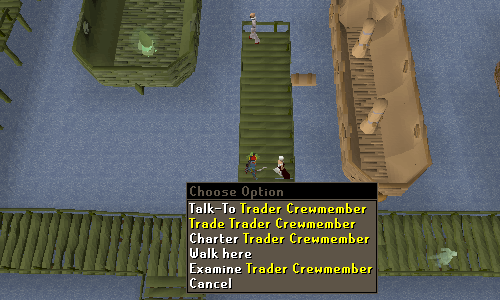 Choose Option
Talk-To Trader Crewmember
Trade Trader Crewmember
Charter Trader Crewmember
Walk here
Examine Trader Crewmember
Cancel